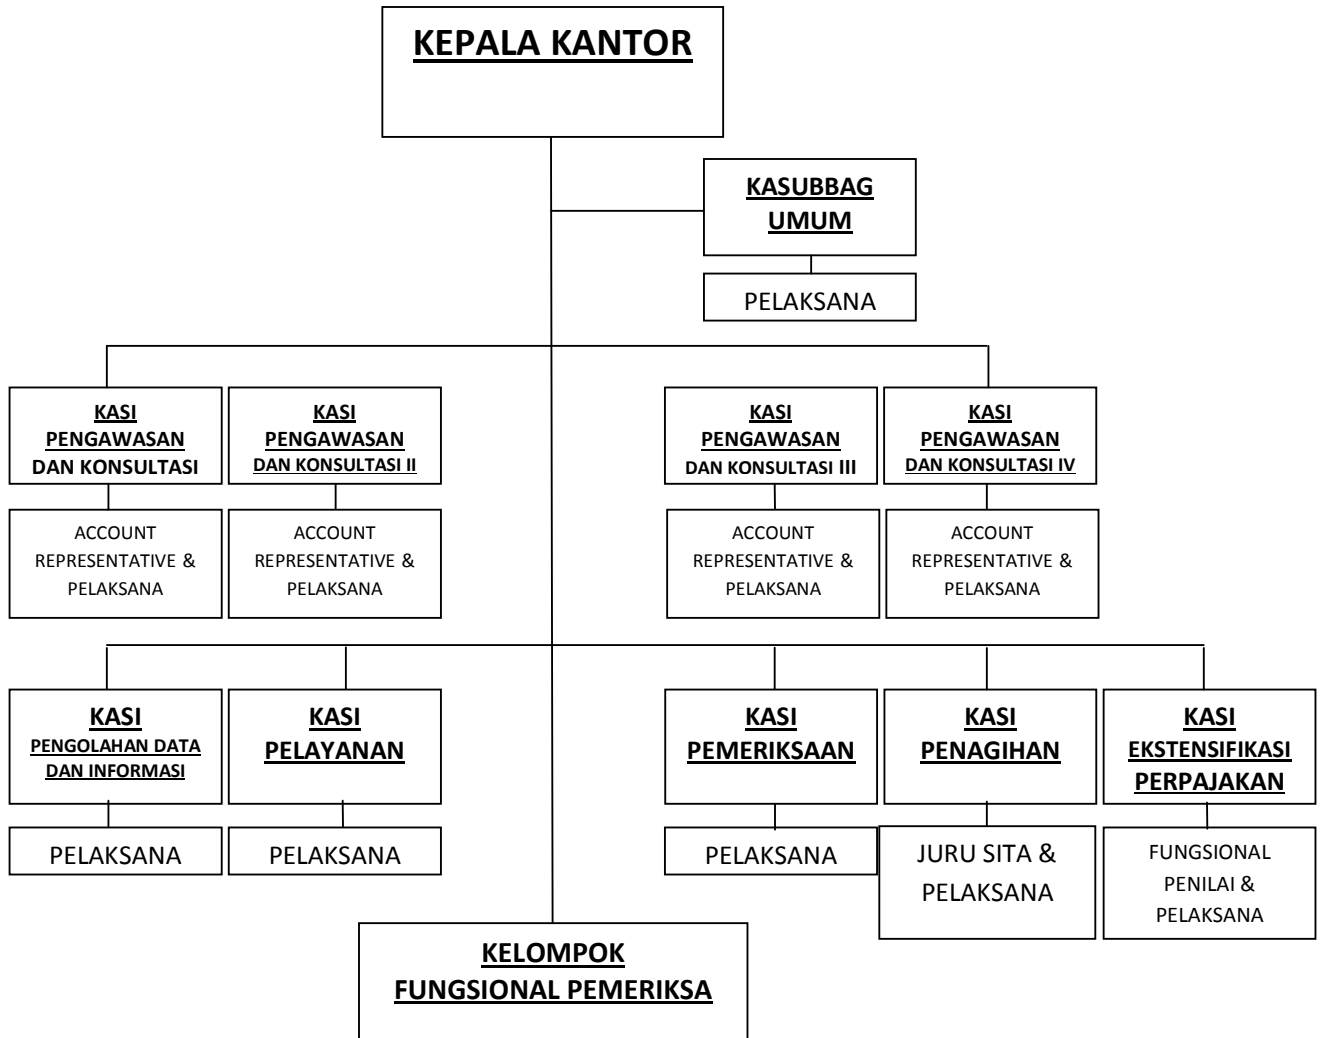 KEPALA KANTOR
KASUBBAG
UMUM
PELAKSANA
KASI
PENGAWASAN
DAN KONSULTASI
KASI
PENGAWASAN
DAN KONSULTASI II
KASI
PENGAWASAN
DAN KONSULTASI III
KASI
PENGAWASAN
DAN KONSULTASI IV
ACCOUNT
REPRESENTATIVE &
PELAKSANA
ACCOUNT
REPRESENTATIVE &
PELAKSANA
ACCOUNT
REPRESENTATIVE &
PELAKSANA
ACCOUNT
REPRESENTATIVE &
PELAKSANA
KASI
PENGOLAHAN DATA
DAN INFORMASI
KASI
PELAYANAN
KASI
PEMERIKSAAN
KASI
PENAGIHAN
KASI
EKSTENSIFIKASI
PERPAJAKAN
PELAKSANA
PELAKSANA
PELAKSANA
JURU SITA &
PELAKSANA
FUNGSIONAL
PENILAI &
PELAKSANA
KELOMPOK
FUNGSIONAL PEMERIKSA